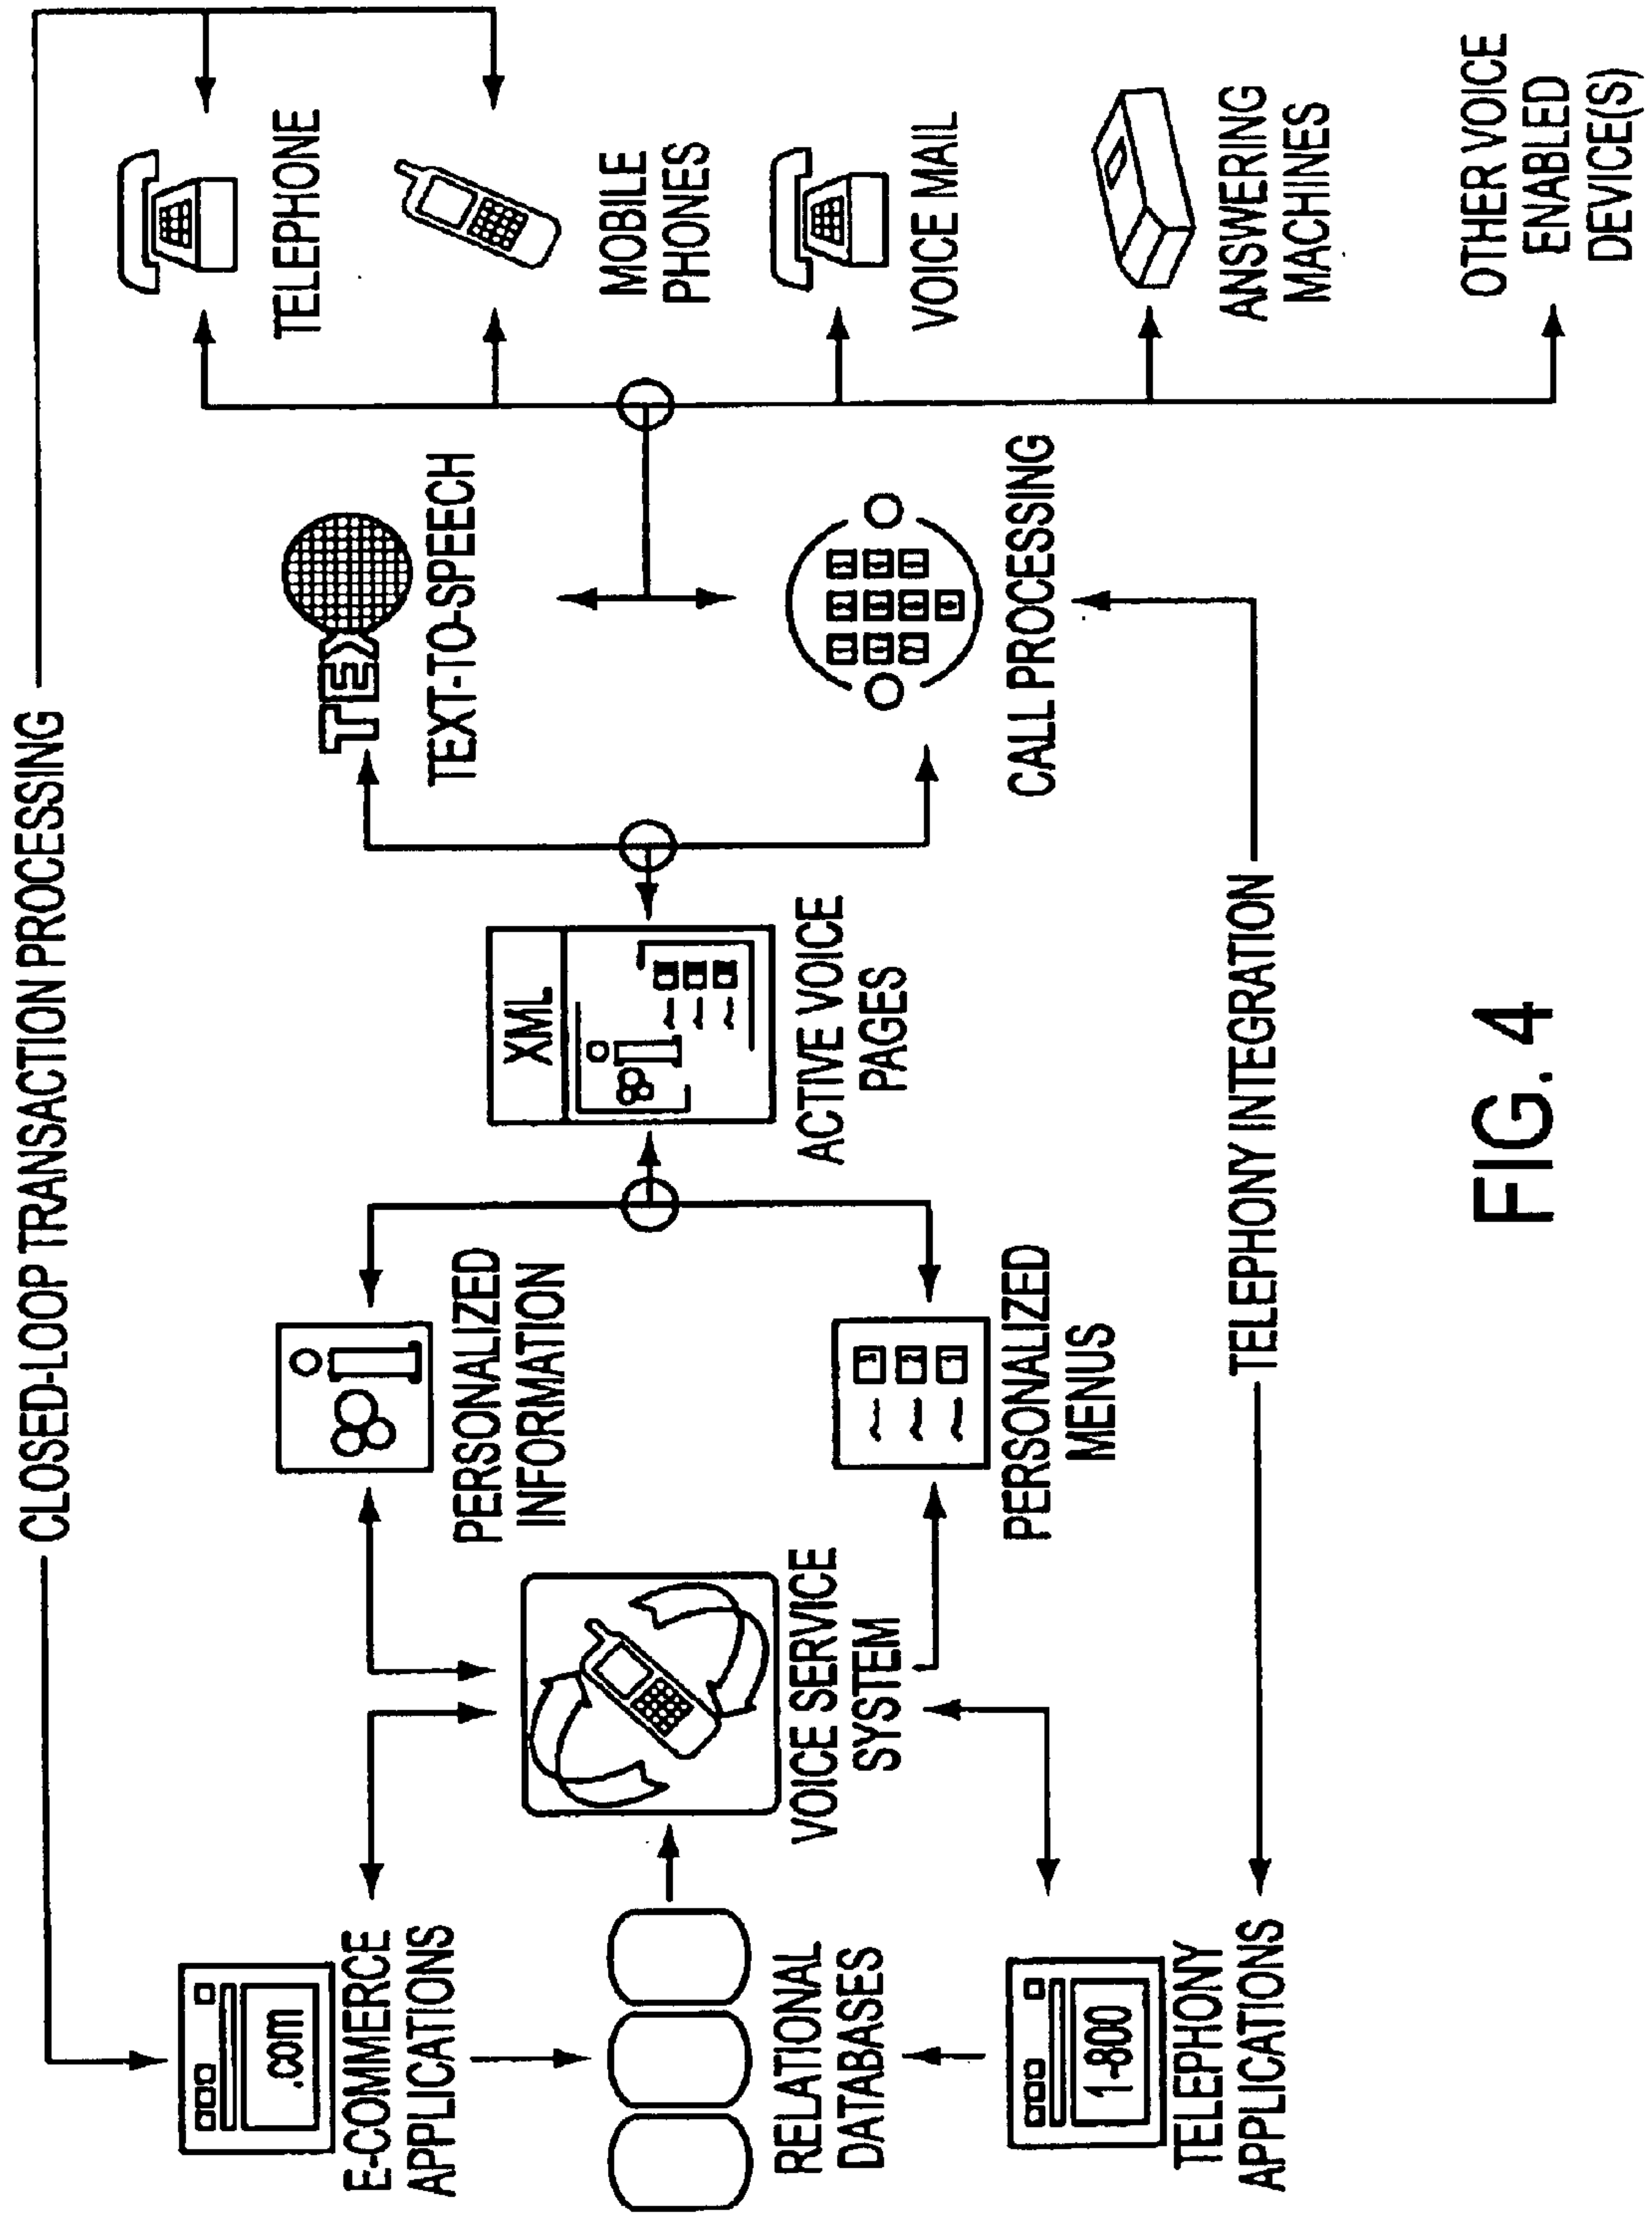 CLOSED-LOOP TRANSACTION PROCESSING
.com
E-COMMERCE
APPLICATIONS
RELATIONAL
DATABASES
1-800
TELEPHONY
APPLICATIONS
VOICE SERVICE
SYSTEM
PERSONALIZED
INFORMATION
PERSONALIZED
MENUS
XML
ACTIVE VOICE
PAGES
TEX
TEXT-TO-SPEECH
CALL PROCESSING
TELEPHONE
MOBILE
PHONES
VOICE MAIL
ANSWERING
MACHINES
OTHER VOICE
ENABLED
DEVICE(S)
TELEPHONY INTEGRATION
FIG. 4